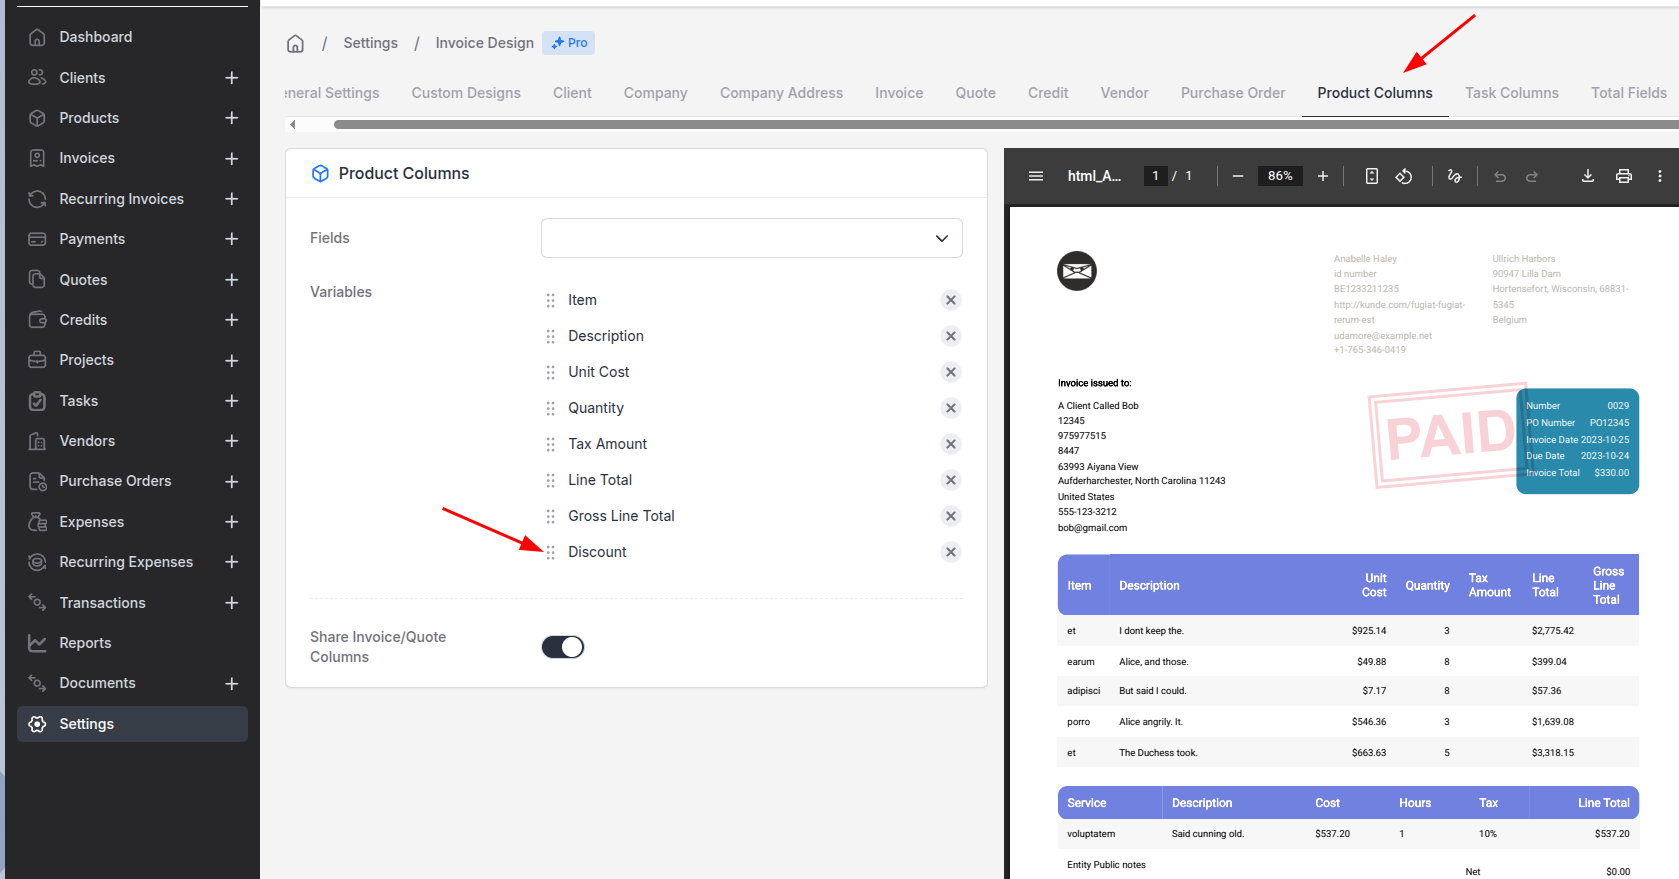 Dashboard
Clients
Products
Invoices
Recurring Invoices
Payments
Quotes
Credits
Projects
Tasks
Vendors
Purchase Orders
Expenses
Recurring Expenses
Transactions
Reports
Documents
Settings
/ Settings / Invoice Design Pro
eneral Settings Custom Designs Client Company Company Address Invoice Quote Credit Vendor Purchase Order Product Columns Task Columns Total Fields
Product Columns
Fields
Variables
Item
Description
Unit Cost
Quantity
Tax Amount
Line Total
Gross Line Total
Discount
Share Invoice/Quote
Columns
html_A... 1 / 1 86%
Anabelle Haley
id number
BE1233211235
http://kunde.com/fugiat-fugiat-
rerum-est
udamore@example.net
+1-765-346-0419
Ullrich Harbors
90947 Lilla Dam
Hortensefort, Wisconsin, 68831-
5345
Belgium
Invoice issued to:
A Client Called Bob
12345
975977515
8447
63993 Aiyana View
Aufderharchester, North Carolina 11243
United States
555-123-3212
bob@gmail.com
PAID
Number 0029
PO Number PO12345
Invoice Date 2023-10-25
Due Date 2023-10-24
Invoice Total $330.00
Item Description Unit Cost Quantity Tax Amount Line Total Gross Line Total
et I dont keep the. $925.14 3 $2,775.42
earum Alice, and those. $49.88 8 $399.04
adipisci But said I could. $7.17 8 $57.36
porro Alice angrily. It. $546.36 3 $1,639.08
et The Duchess took. $663.63 5 $3,318.15
Service Description Cost Hours Tax Line Total
voluptatem Said cunning old. $537.20 1 10% $537.20
Entity Public notes
Net $0.00